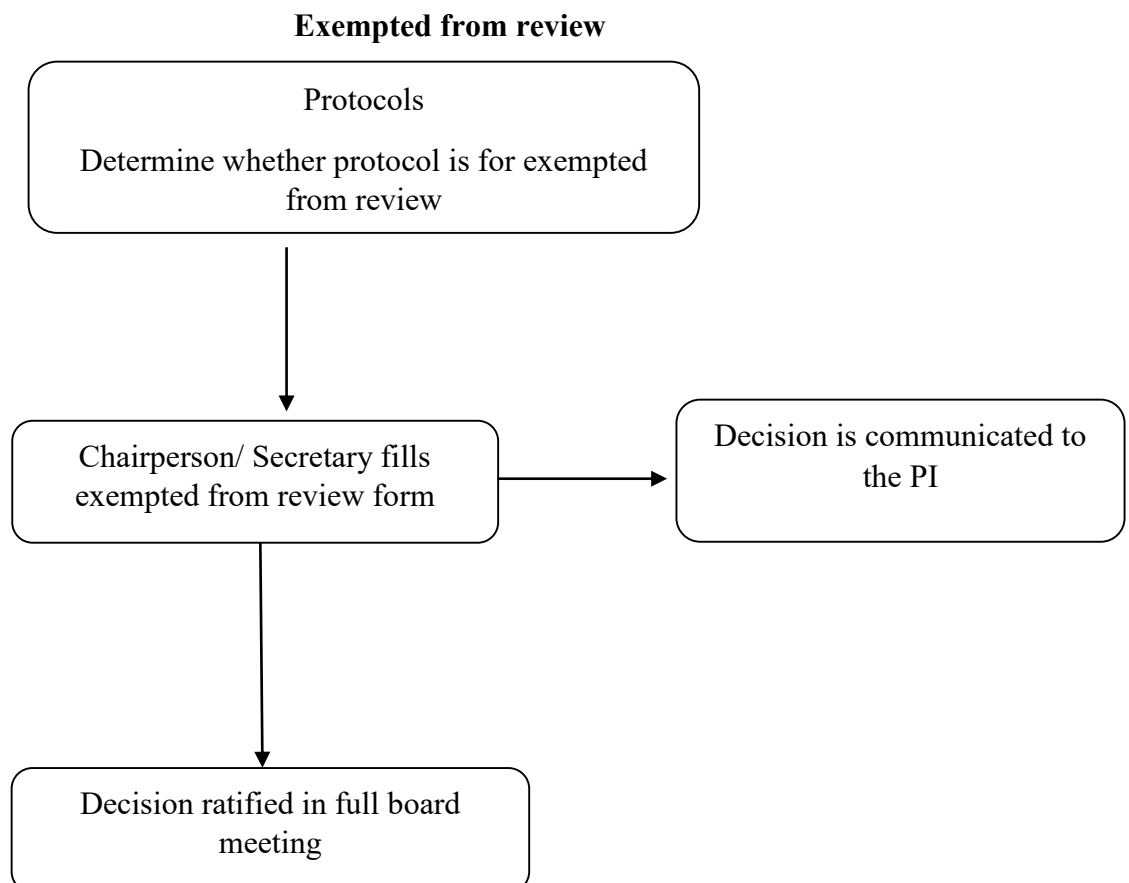 Exempted from review
Protocols
Determine whether protocol is for exempted
from review
Chairperson/ Secretary fills
exempted from review form
Decision is communicated to
the PI
Decision ratified in full board
meeting